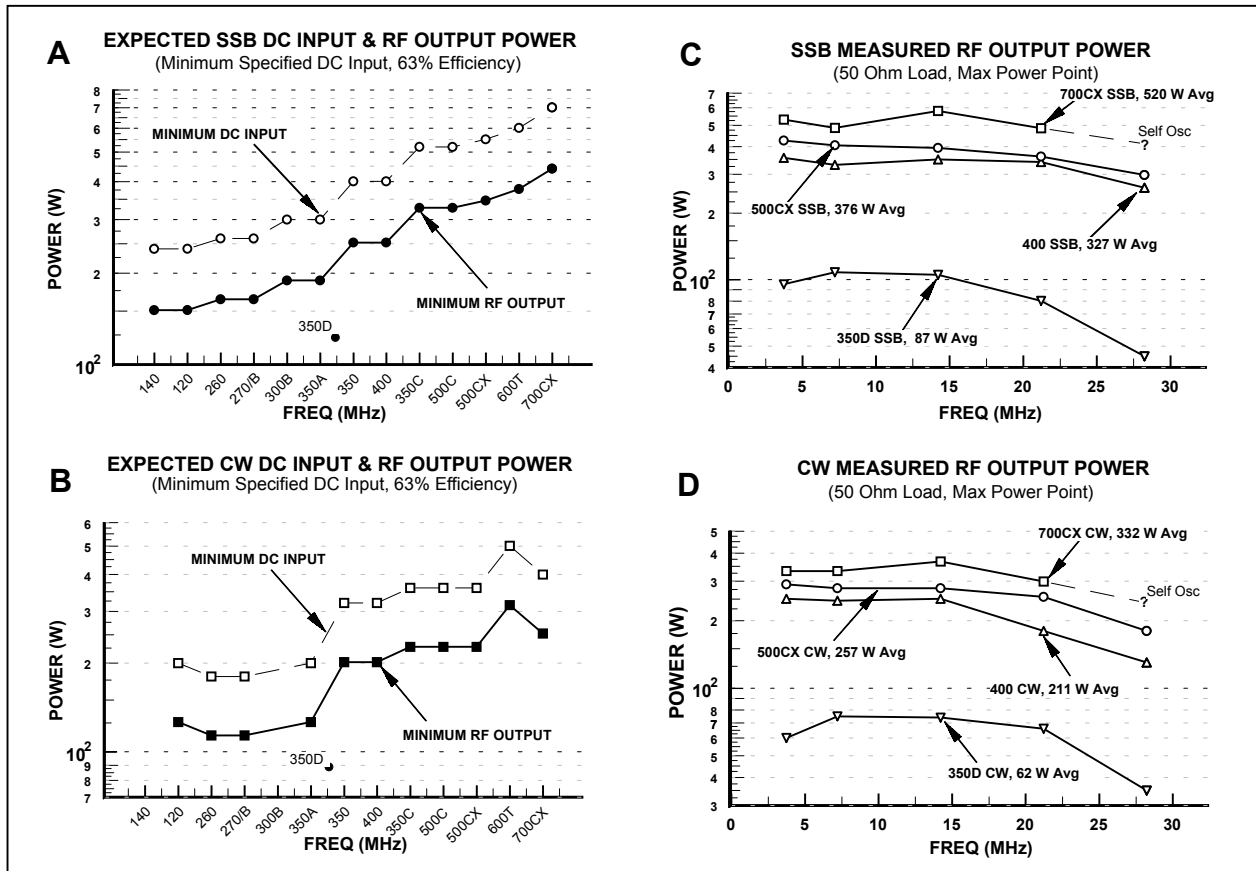 A
EXPECTED SSB DC INPUT & RF OUTPUT POWER
(Minimum Specified DC Input, 63% Efficiency)
8
7
6
5
4
3
2
10²
POWER (W)
MINIMUM DC INPUT
MINIMUM RF OUTPUT
350D
140
120
260
270/B
300B
350A
350
400
350C
500C
500CX
600T
700CX
FREQ (MHz)
C
SSB MEASURED RF OUTPUT POWER
(50 Ohm Load, Max Power Point)
7
6
5
4
3
2
10²
9
8
7
6
5
4
POWER (W)
700CX SSB, 520 W Avg
Self Osc
?
500CX SSB, 376 W Avg
400 SSB, 327 W Avg
350D SSB, 87 W Avg
0
5
10
15
20
25
30
FREQ (MHz)
B
EXPECTED CW DC INPUT & RF OUTPUT POWER
(Minimum Specified DC Input, 63% Efficiency)
6
5
4
3
2
10²
9
8
7
POWER (W)
MINIMUM DC INPUT
MINIMUM RF OUTPUT
350D
140
120
260
270/B
300B
350A
350
400
350C
500C
500CX
600T
700CX
FREQ (MHz)
D
CW MEASURED RF OUTPUT POWER
(50 Ohm Load, Max Power Point)
5
4
3
2
10²
9
8
7
6
5
4
3
POWER (W)
700CX CW, 332 W Avg
Self Osc
?
500CX CW, 257 W Avg
400 CW, 211 W Avg
350D CW, 62 W Avg
0
5
10
15
20
25
30
FREQ (MHz)